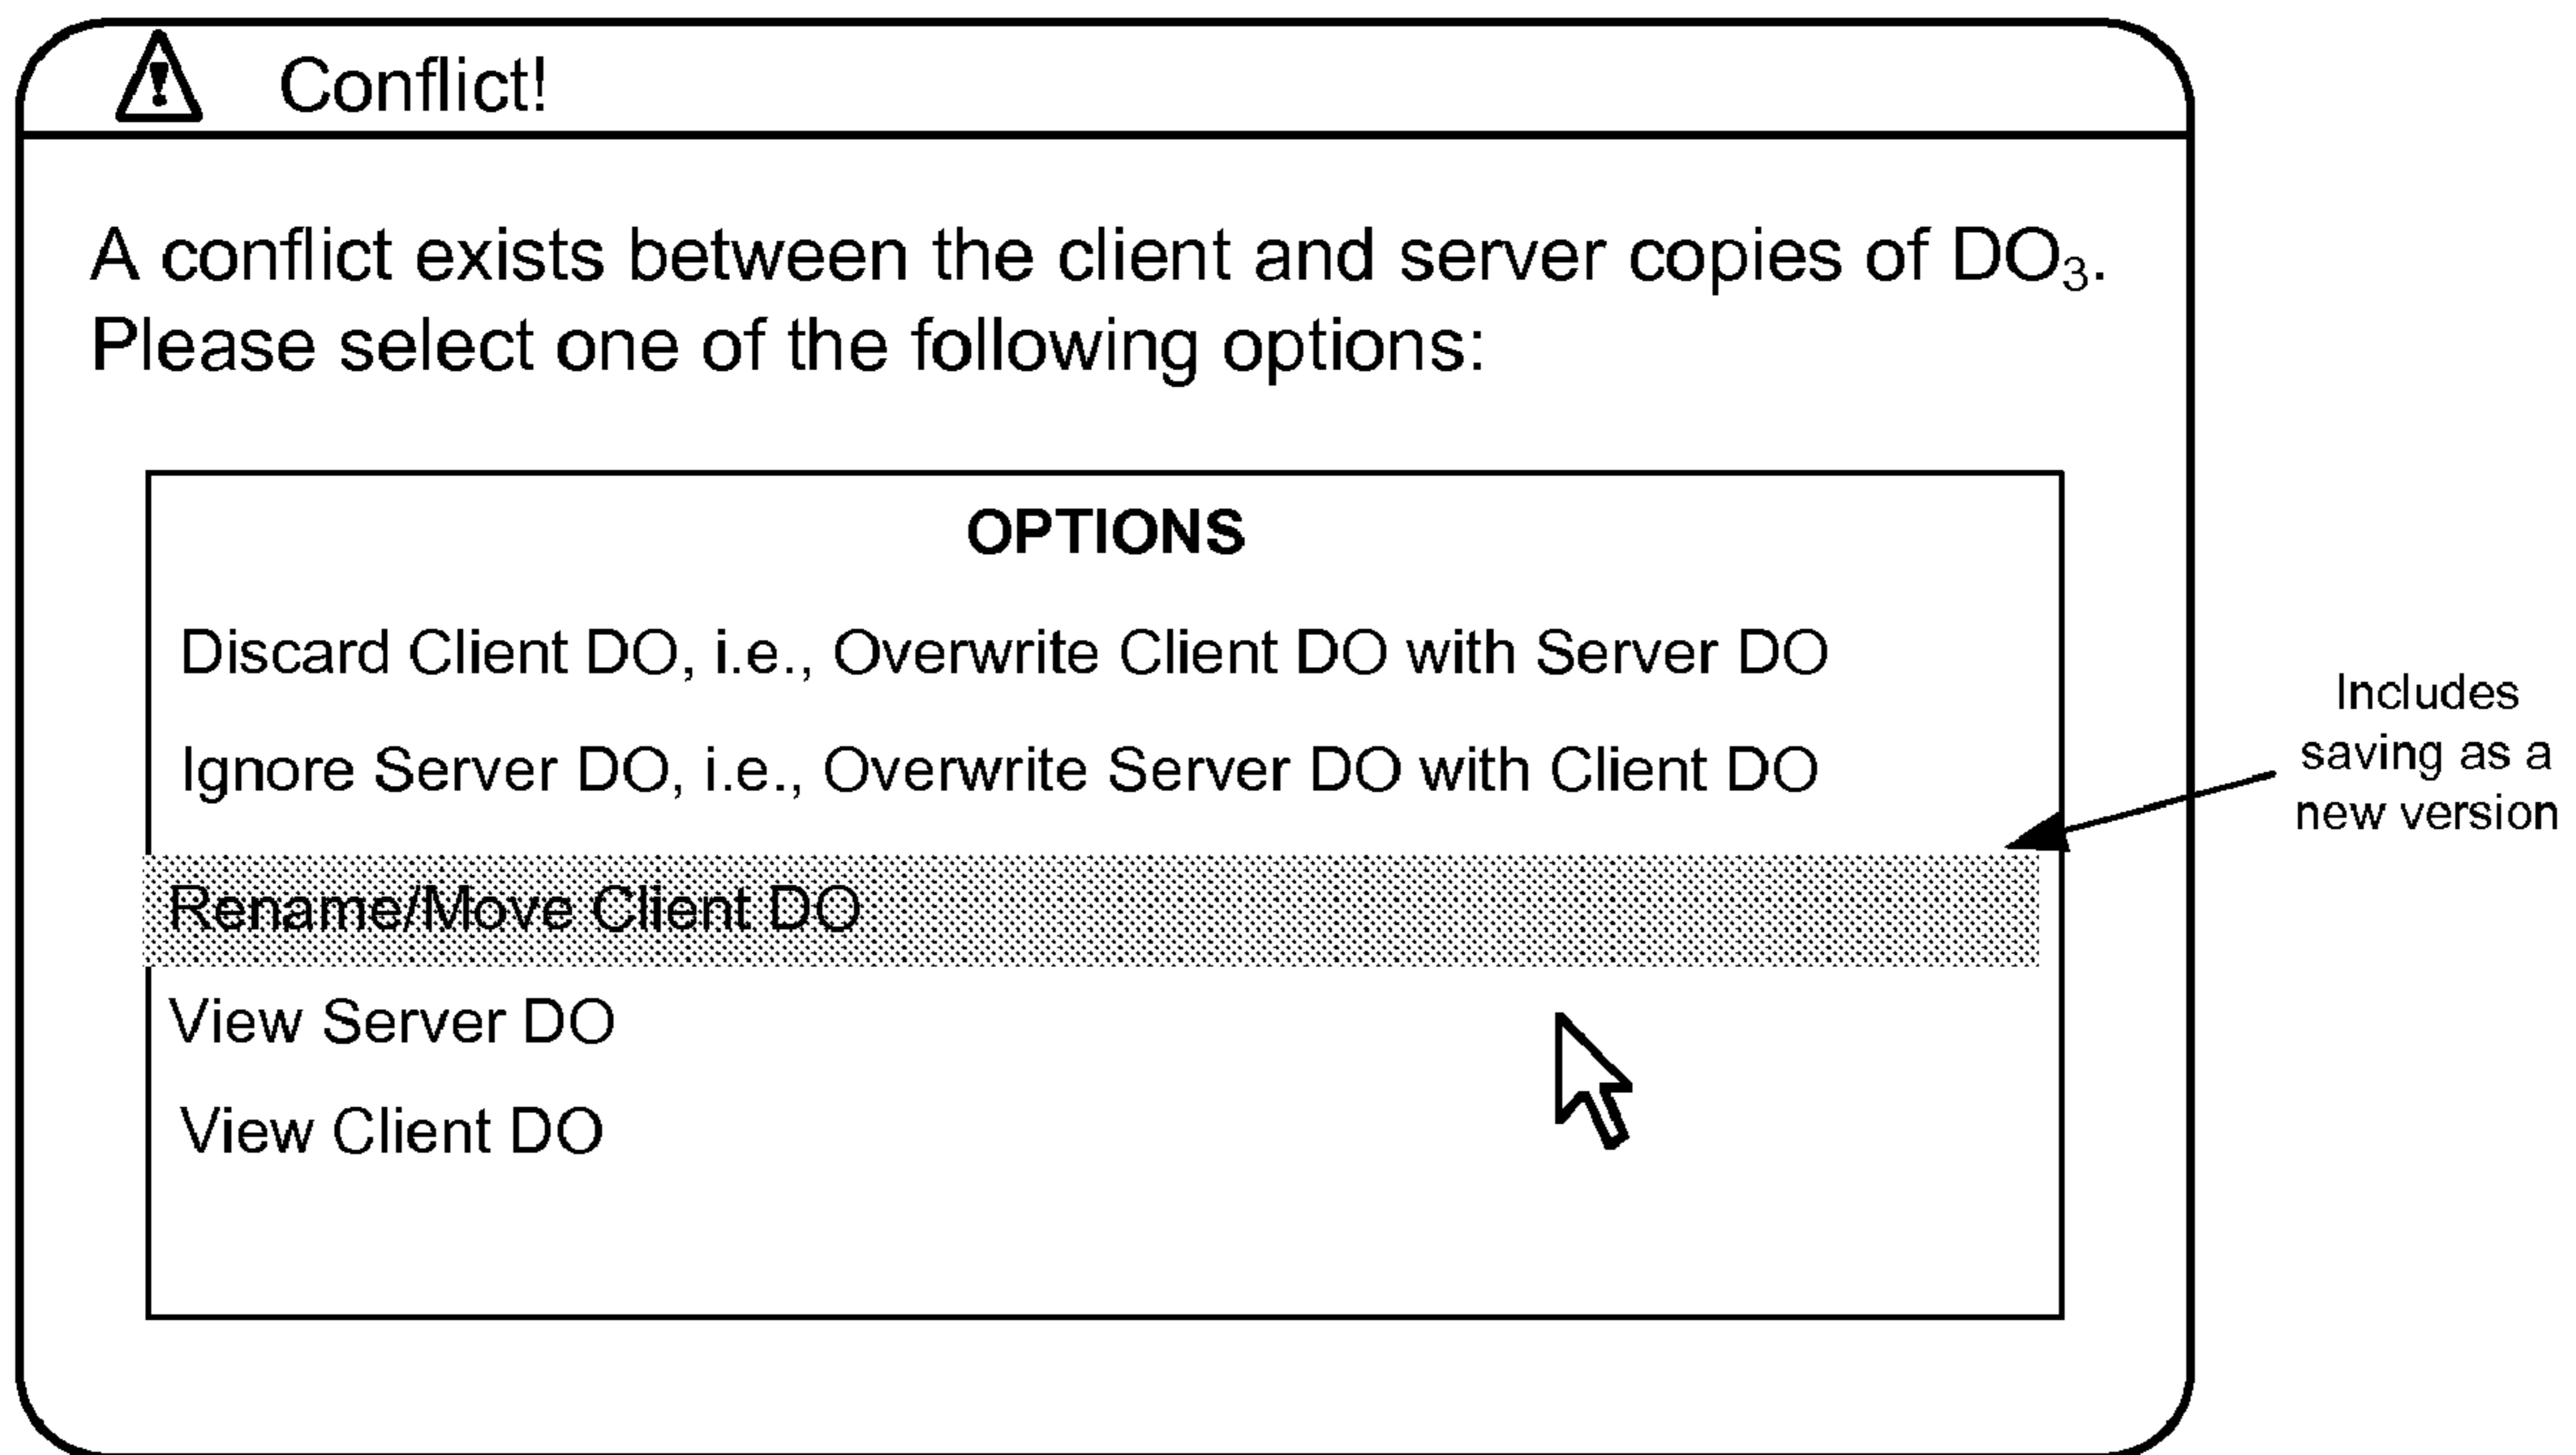 Conflict!
A conflict exists between the client and server copies of DO₃.
Please select one of the following options:
OPTIONS
Discard Client DO, i.e., Overwrite Client DO with Server DO
Ignore Server DO, i.e., Overwrite Server DO with Client DO
Rename/Move Client DO
View Server DO
View Client DO
Includes
saving as a
new version